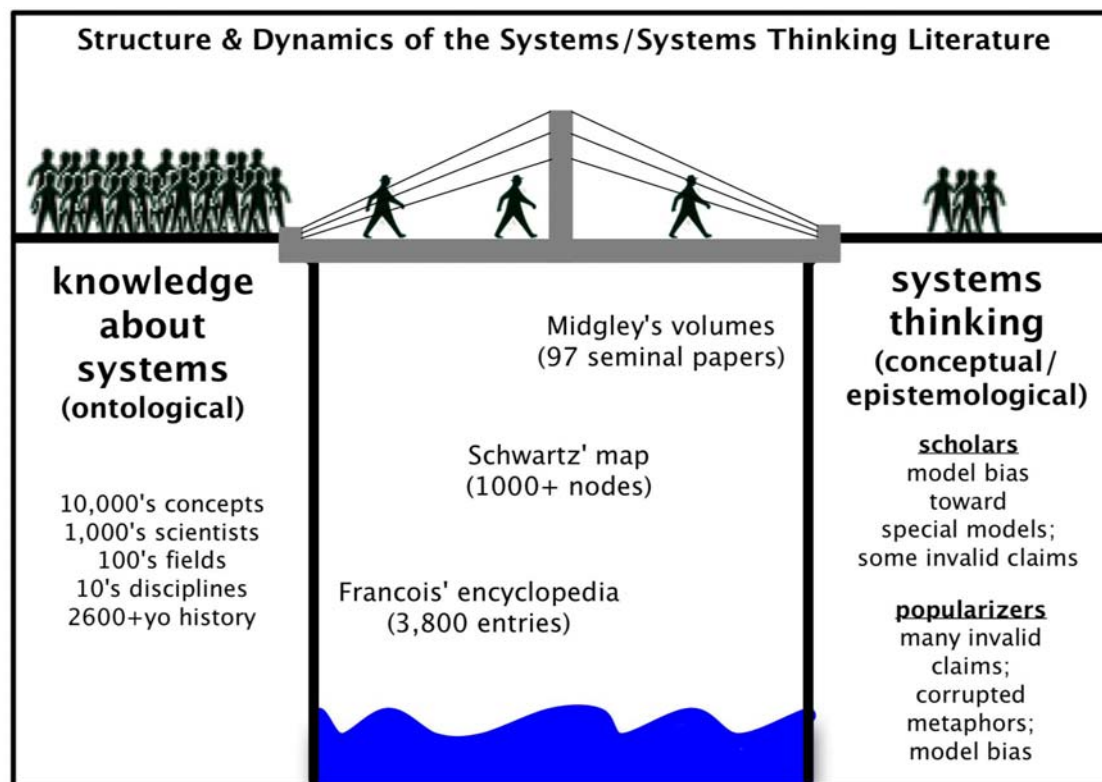 Structure & Dynamics of the Systems/Systems Thinking Literature
knowledge
about
systems
(ontological)
10,000's concepts
1,000's scientists
100's fields
10's disciplines
2600+yo history
Midgley's volumes
(97 seminal papers)
Schwartz' map
(1000+ nodes)
Francois' encyclopedia
(3,800 entries)
systems
thinking
(conceptual/
epistemological)
scholars
model bias
toward
special models;
some invalid claims
popularizers
many invalid
claims;
corrupted
metaphors;
model bias